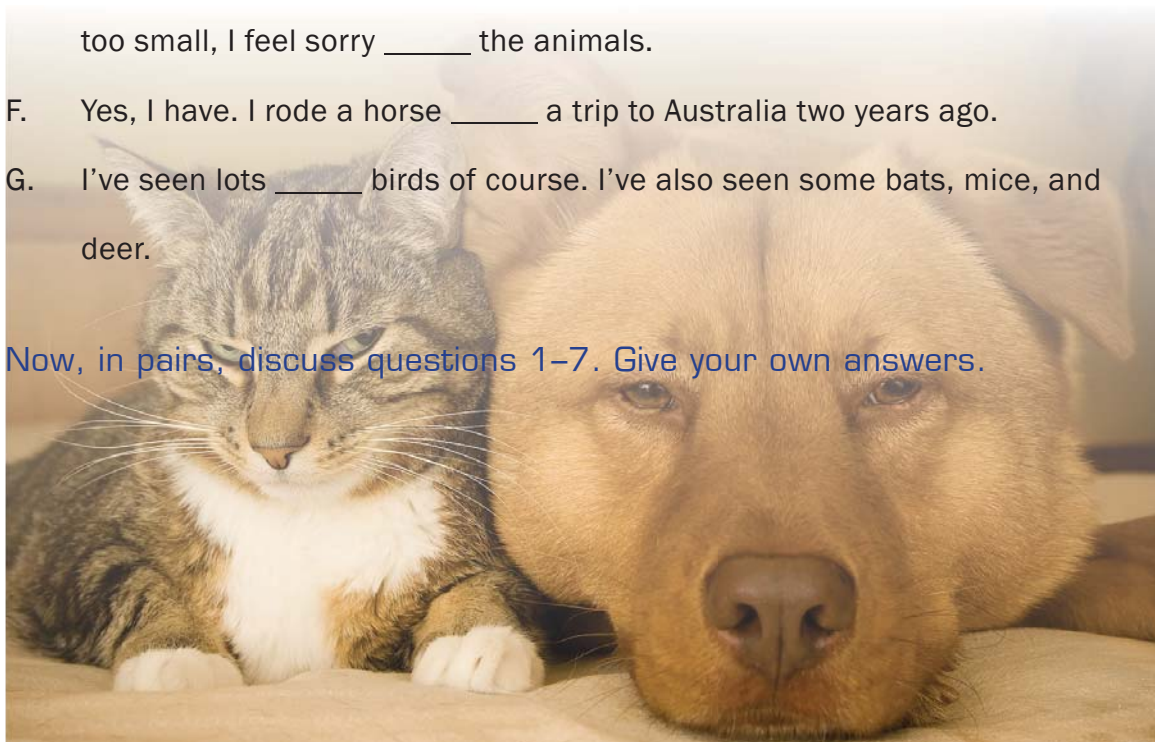 too small, I feel sorry _____ the animals.
F. Yes, I have. I rode a horse _____ a trip to Australia two years ago.
G. I’ve seen lots _____ birds of course. I’ve also seen some bats, mice, and
deer.
Now, in pairs, discuss questions 1–7. Give your own answers.